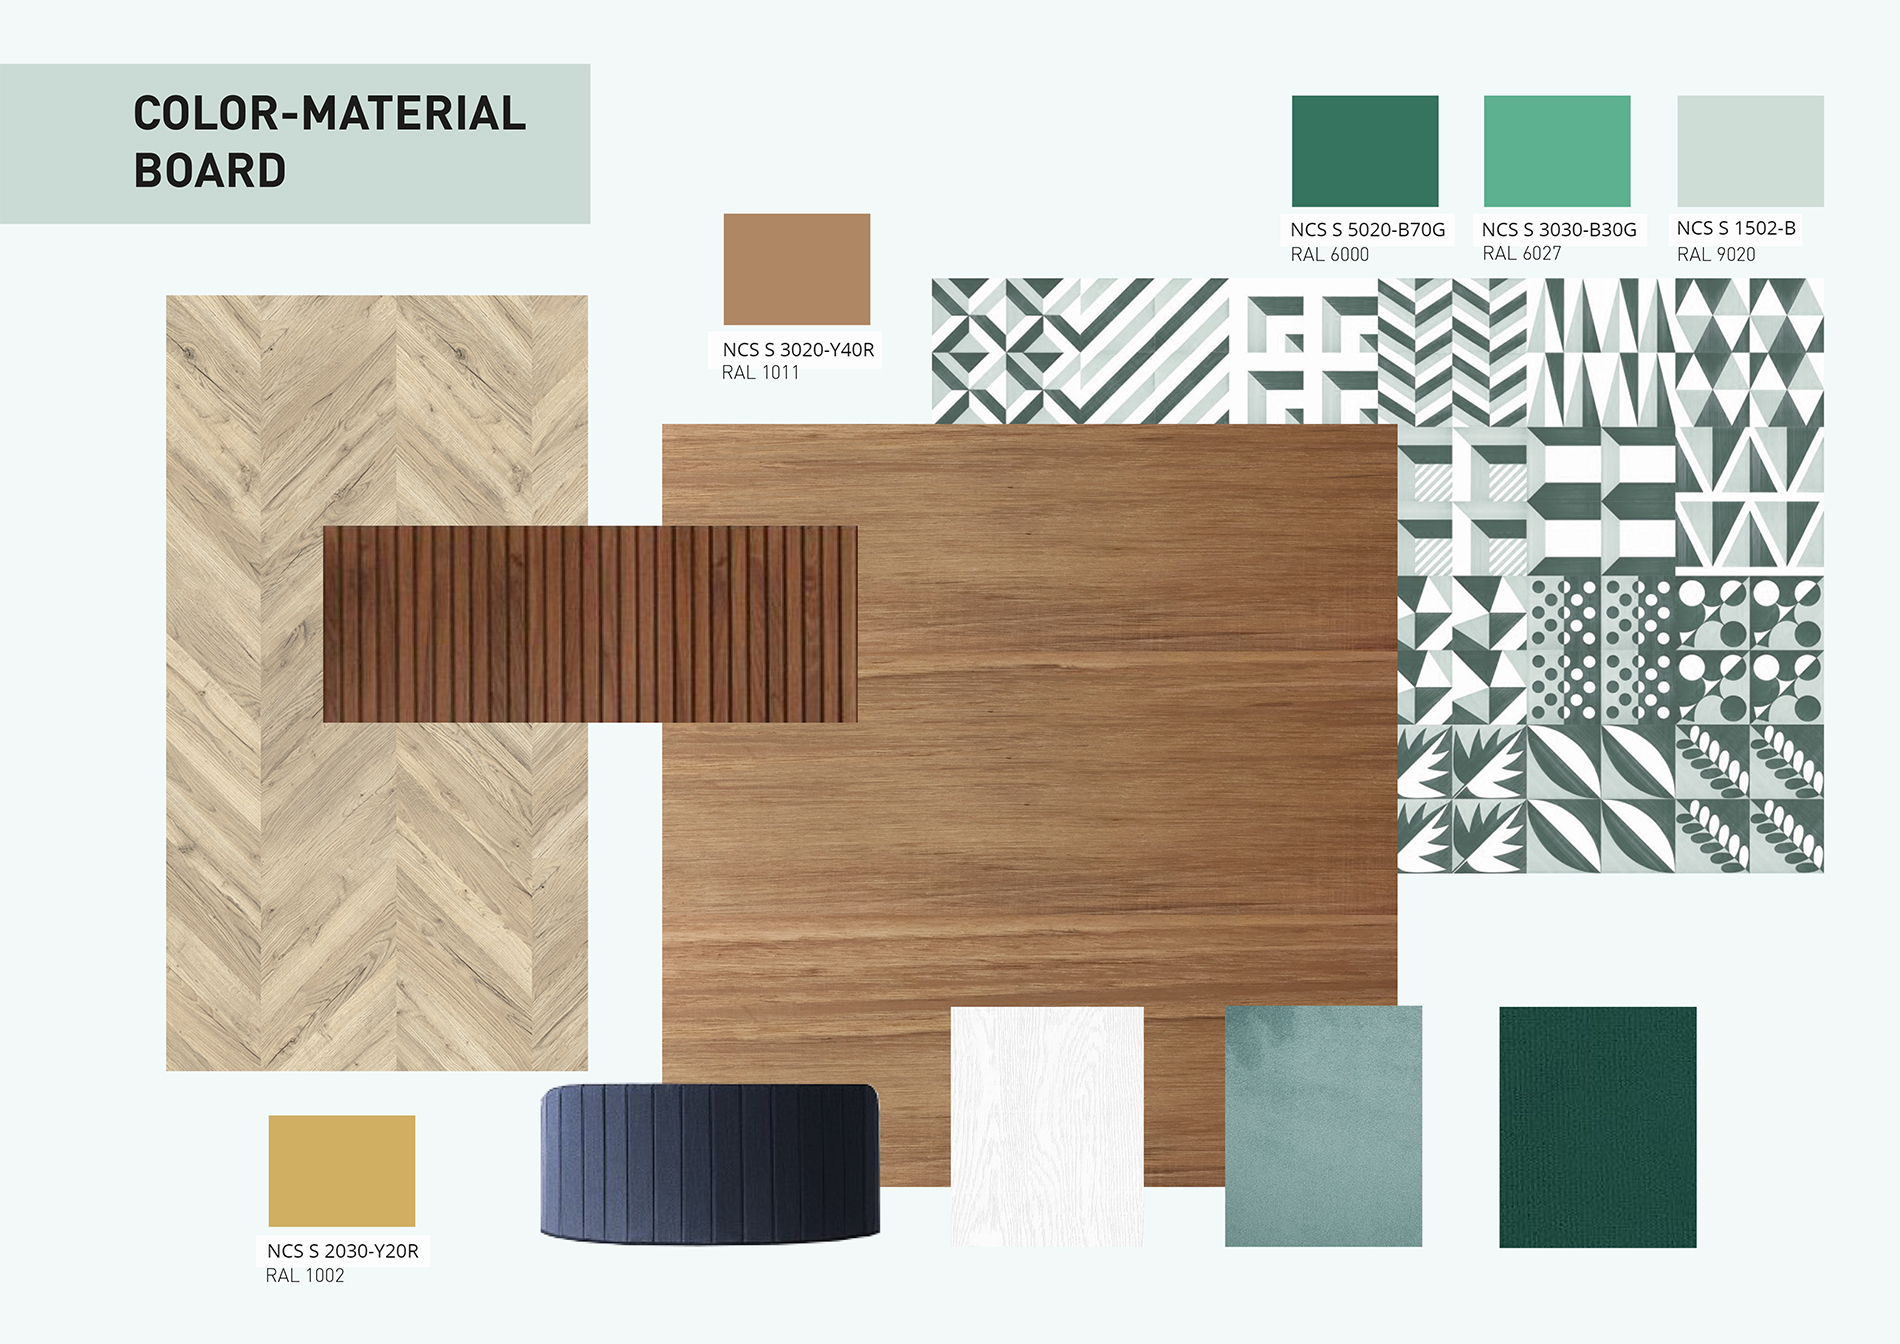 COLOR-MATERIAL
BOARD
NCS S 5020-B70G
RAL 6000
NCS S 3030-B30G
RAL 6027
NCS S 1502-B
RAL 9020
NCS S 3020-Y40R
RAL 1011
NCS S 2030-Y20R
RAL 1002